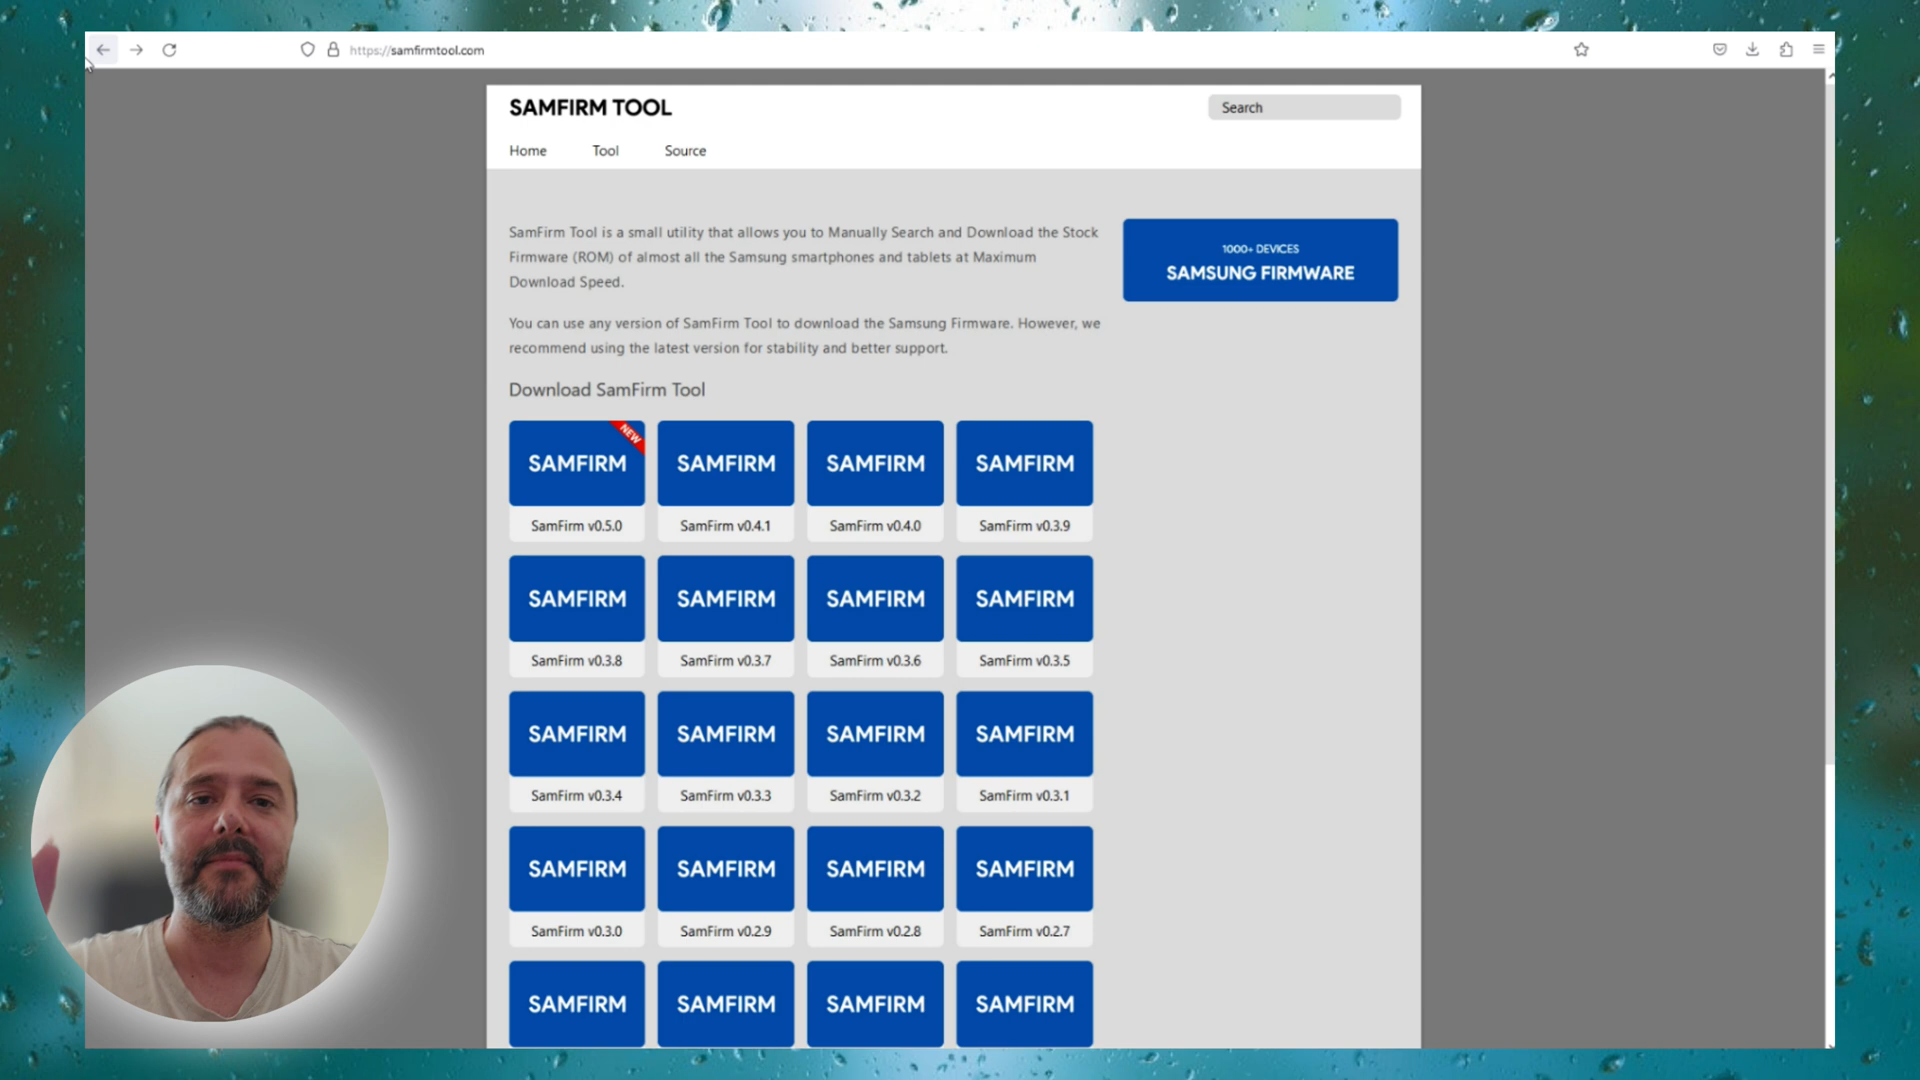 https://samfirmtool.com
SAMFIRM TOOL
Search
Home Tool Source
SamFirm Tool is a small utility that allows you to Manually Search and Download the Stock
Firmware (ROM) of almost all the Samsung smartphones and tablets at Maximum
Download Speed.
1000+ DEVICES
SAMSUNG FIRMWARE
You can use any version of SamFirm Tool to download the Samsung Firmware. However, we
recommend using the latest version for stability and better support.
Download SamFirm Tool
NEW
SAMFIRM SAMFIRM SAMFIRM SAMFIRM
SamFirm v0.5.0 SamFirm v0.4.1 SamFirm v0.4.0 SamFirm v0.3.9
SAMFIRM SAMFIRM SAMFIRM SAMFIRM
SamFirm v0.3.8 SamFirm v0.3.7 SamFirm v0.3.6 SamFirm v0.3.5
SAMFIRM SAMFIRM SAMFIRM SAMFIRM
SamFirm v0.3.4 SamFirm v0.3.3 SamFirm v0.3.2 SamFirm v0.3.1
SAMFIRM SAMFIRM SAMFIRM SAMFIRM
SamFirm v0.3.0 SamFirm v0.2.9 SamFirm v0.2.8 SamFirm v0.2.7
SAMFIRM SAMFIRM SAMFIRM SAMFIRM